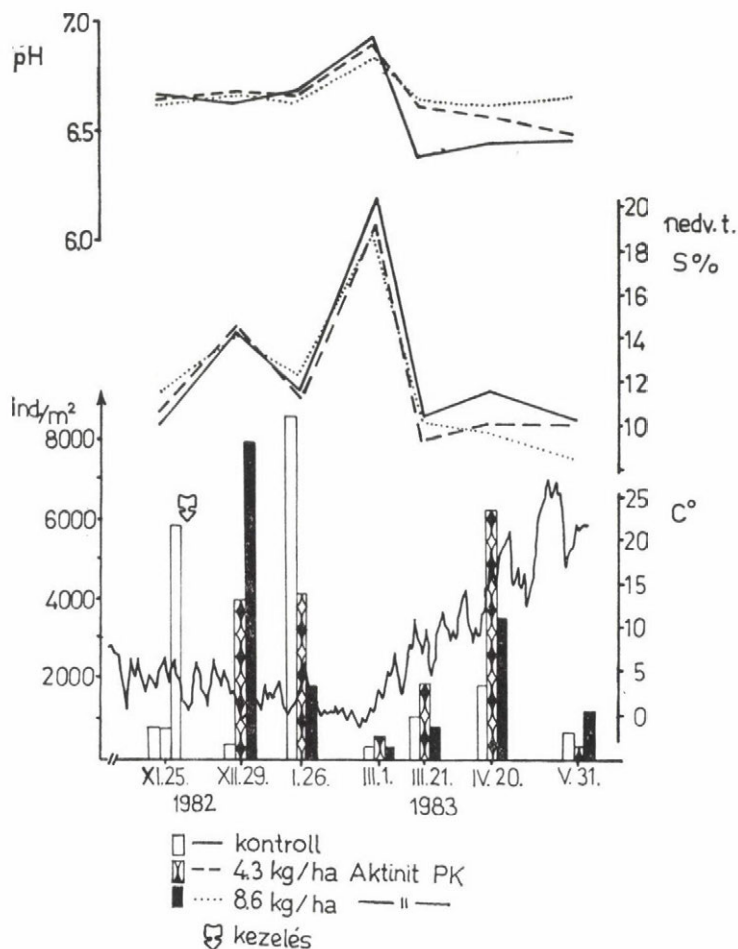 pH
7.0
6.5
6.0
nedv. t.
S%
20
18
16
14
12
10
ind/m²
8000
6000
4000
2000
C°
25
20
15
10
5
0
XI.25. XII.29. I.26. III.1. III.21. IV.20. V.31.
1982 1983
kontroll
4.3 kg/ha Aktinit PK
8.6 kg/ha — II —
kezelés